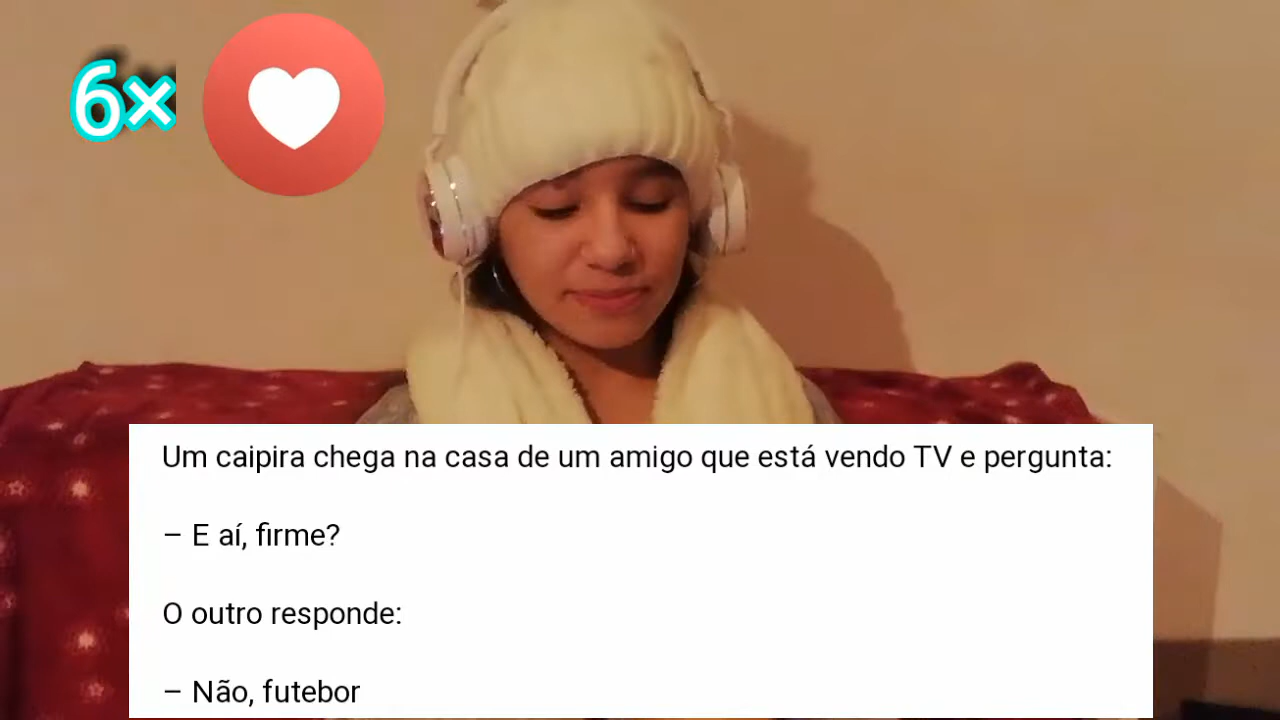 6×
Um caipira chega na casa de um amigo que está vendo TV e pergunta:
– E aí, firme?
O outro responde:
– Não, futebor